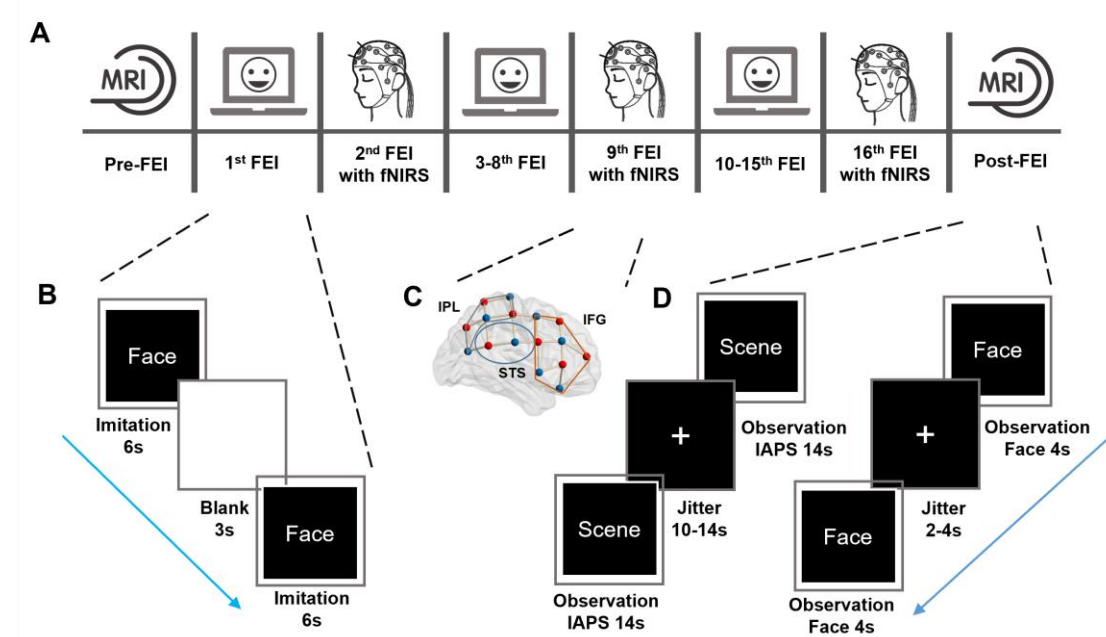 A
MRI
MRI
Pre-FEI
1st FEI
2nd FEI
with fNIRS
3-8th FEI
9th FEI
with fNIRS
10-15th FEI
16th FEI
with fNIRS
Post-FEI
B
Face
Imitation
6s
Blank
3s
Face
Imitation
6s
C
IPL
IFG
STS
D
Scene
Observation
IAPS 14s
+
Jitter
10-14s
Scene
Observation
IAPS 14s
Face
Observation
Face 4s
+
Jitter
2-4s
Face
Observation
Face 4s